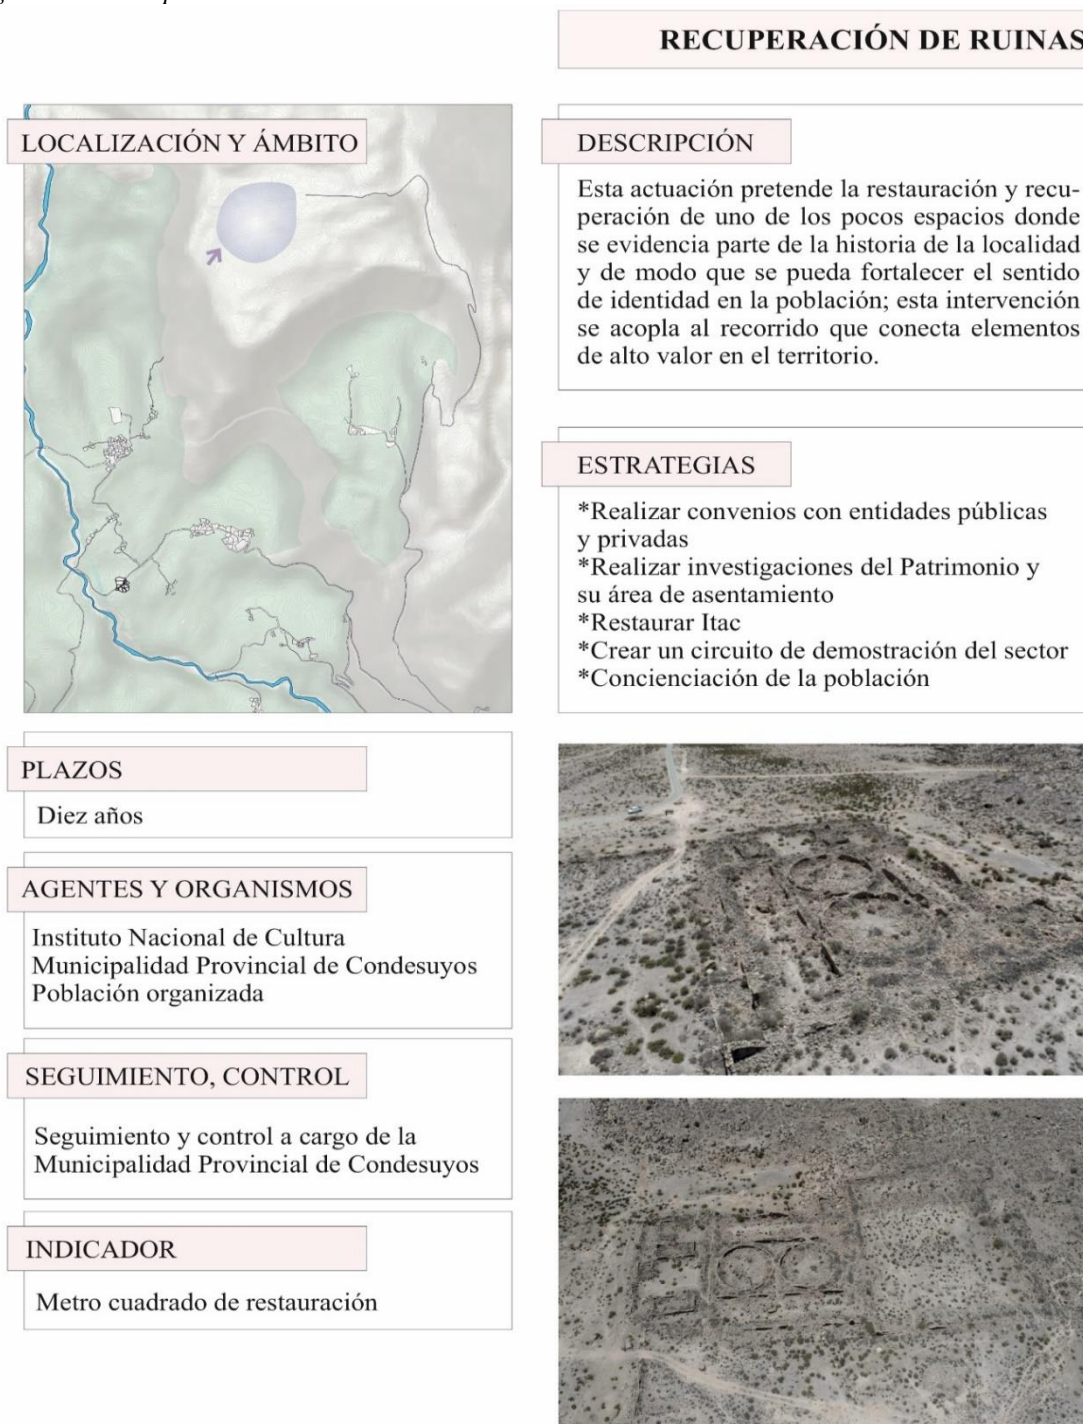 RECUPERACIÓN DE RUINAS
LOCALIZACIÓN Y ÁMBITO
DESCRIPCIÓN
Esta actuación pretende la restauración y recu-
peración de uno de los pocos espacios donde
se evidencia parte de la historia de la localidad
y de modo que se pueda fortalecer el sentido
de identidad en la población; esta intervención
se acopla al recorrido que conecta elementos
de alto valor en el territorio.
ESTRATEGIAS
*Realizar convenios con entidades públicas
y privadas
*Realizar investigaciones del Patrimonio y
su área de asentamiento
*Restaurar Itac
*Crear un circuito de demostración del sector
*Concienciación de la población
PLAZOS
Diez años
AGENTES Y ORGANISMOS
Instituto Nacional de Cultura
Municipalidad Provincial de Condesuyos
Población organizada
SEGUIMIENTO, CONTROL
Seguimiento y control a cargo de la
Municipalidad Provincial de Condesuyos
INDICADOR
Metro cuadrado de restauración